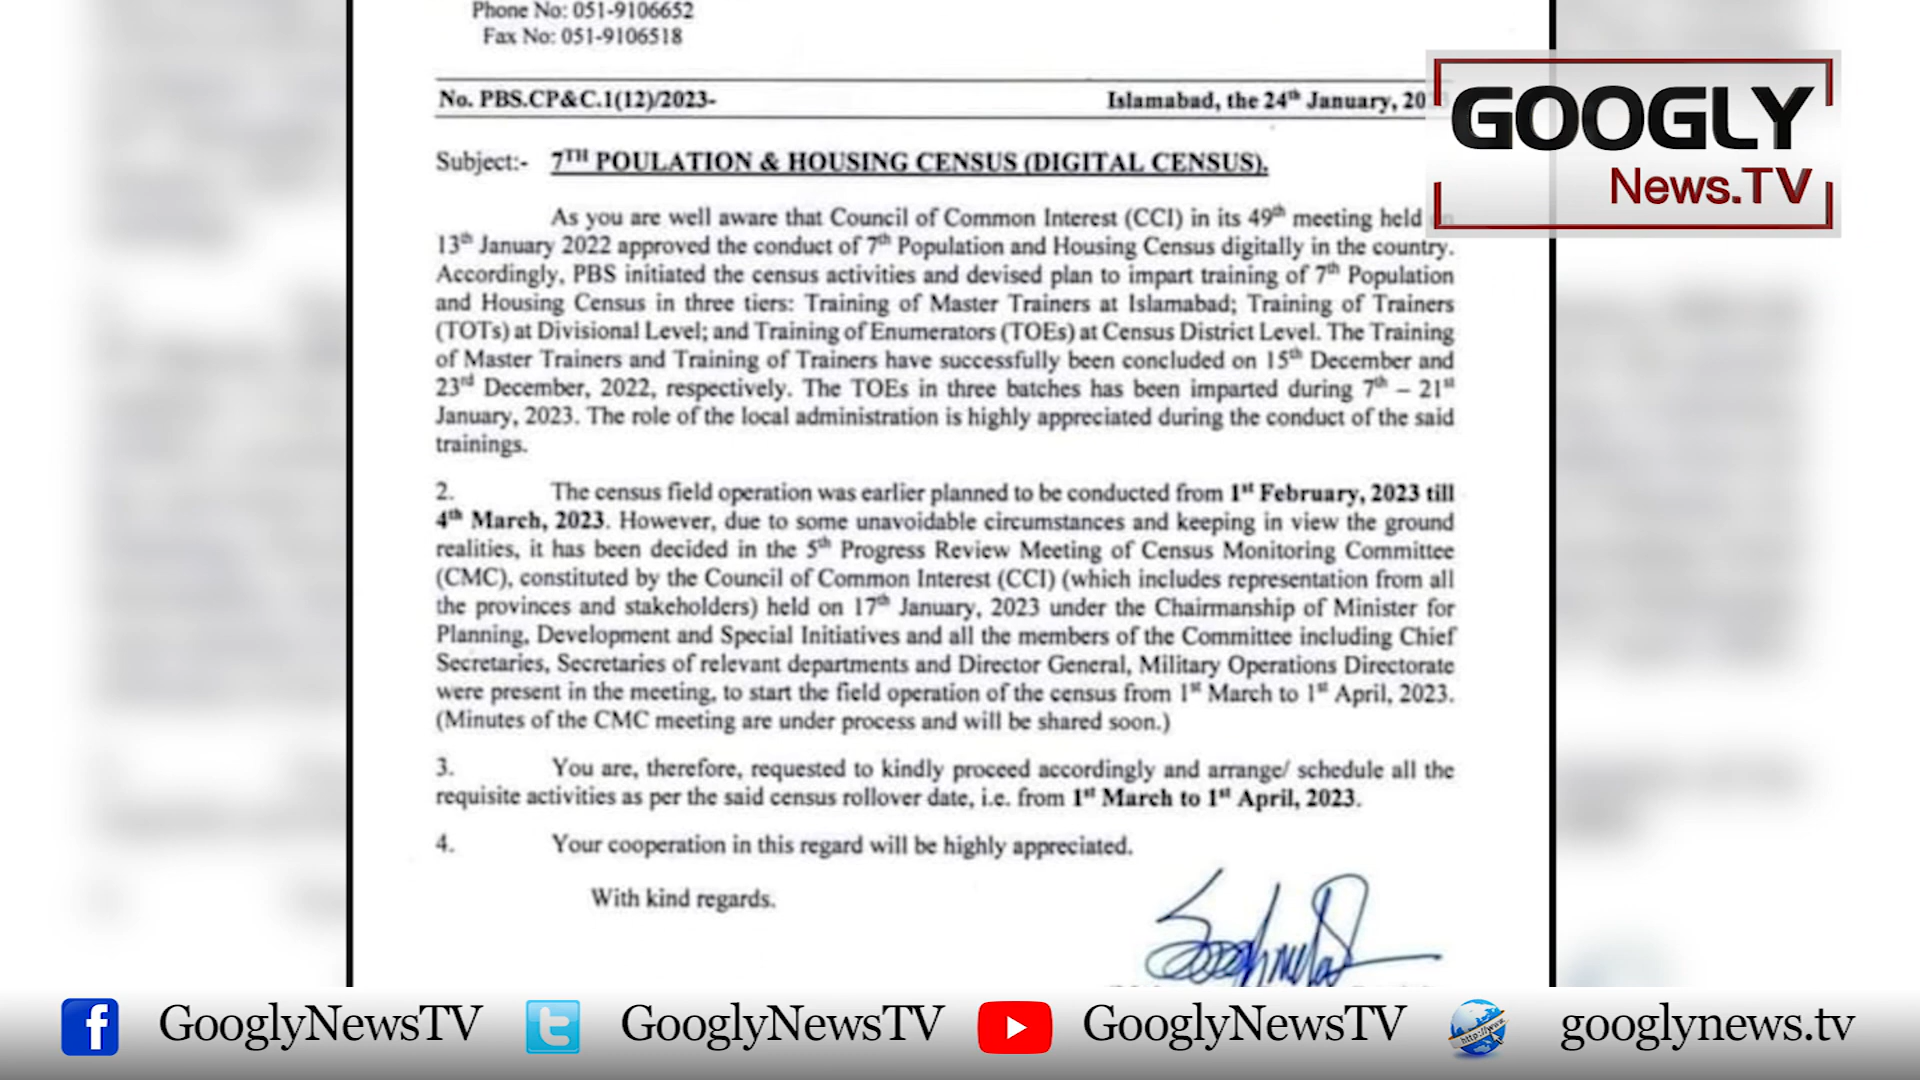 Phone No: 051-9106652
Fax No: 051-9106518
No. PBS.CP&C.1(12)/2023-
Islamabad, the 24th January, 20
GOOGLY
News.TV
Subject:- 7TH POULATION & HOUSING CENSUS (DIGITAL CENSUS).
As you are well aware that Council of Common Interest (CCI) in its 49th meeting held
13th January 2022 approved the conduct of 7th Population and Housing Census digitally in the country.
Accordingly, PBS initiated the census activities and devised plan to impart training of 7th Population
and Housing Census in three tiers: Training of Master Trainers at Islamabad; Training of Trainers
(TOTs) at Divisional Level; and Training of Enumerators (TOEs) at Census District Level. The Training
of Master Trainers and Training of Trainers have successfully been concluded on 15th December and
23rd December, 2022, respectively. The TOEs in three batches has been imparted during 7th – 21st
January, 2023. The role of the local administration is highly appreciated during the conduct of the said
trainings.
2. The census field operation was earlier planned to be conducted from 1st February, 2023 till
4th March, 2023. However, due to some unavoidable circumstances and keeping in view the ground
realities, it has been decided in the 5th Progress Review Meeting of Census Monitoring Committee
(CMC), constituted by the Council of Common Interest (CCI) (which includes representation from all
the provinces and stakeholders) held on 17th January, 2023 under the Chairmanship of Minister for
Planning, Development and Special Initiatives and all the members of the Committee including Chief
Secretaries, Secretaries of relevant departments and Director General, Military Operations Directorate
were present in the meeting, to start the field operation of the census from 1st March to 1st April, 2023.
(Minutes of the CMC meeting are under process and will be shared soon.)
3. You are, therefore, requested to kindly proceed accordingly and arrange/ schedule all the
requisite activities as per the said census rollover date, i.e. from 1st March to 1st April, 2023.
4. Your cooperation in this regard will be highly appreciated.
With kind regards.
GooglyNewsTV
GooglyNewsTV
GooglyNewsTV
googlynews.tv